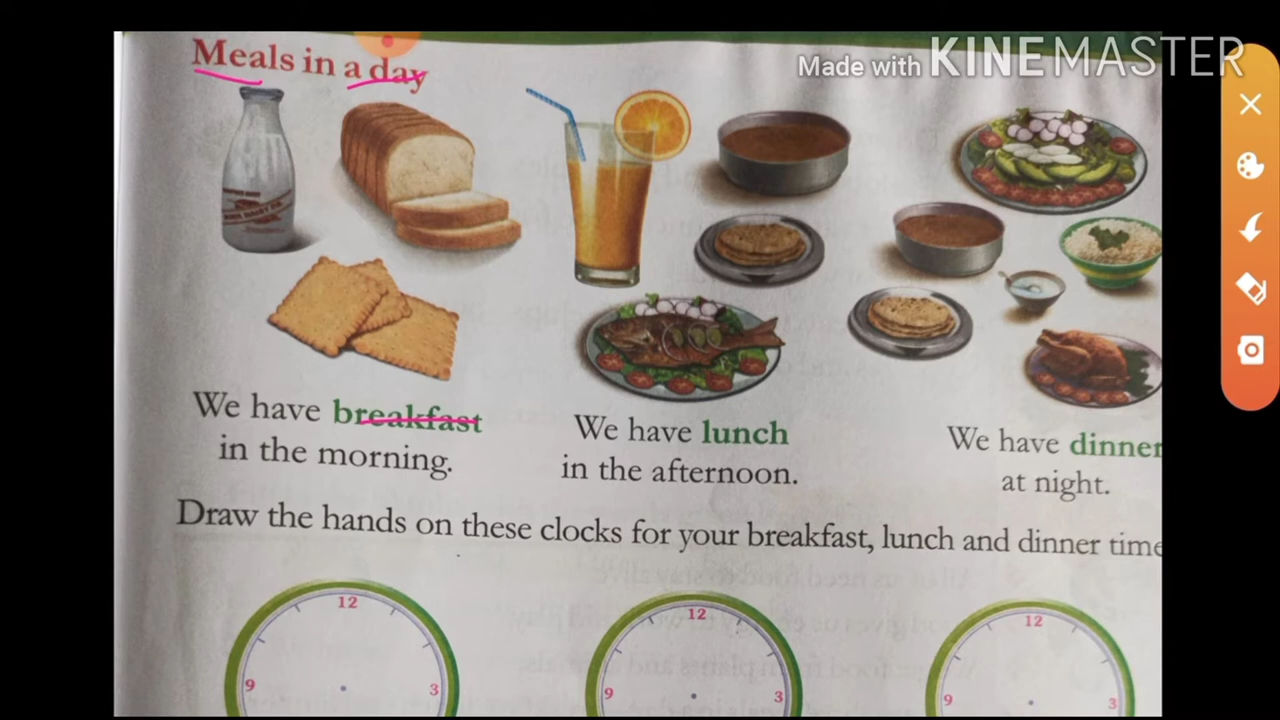 Made with KINEMASTER
Meals in a day
We have breakfast
in the morning.
We have lunch
in the afternoon.
We have dinner
at night.
Draw the hands on these clocks for your breakfast, lunch and dinner time
12
9
3
12
9
3
12
9
3